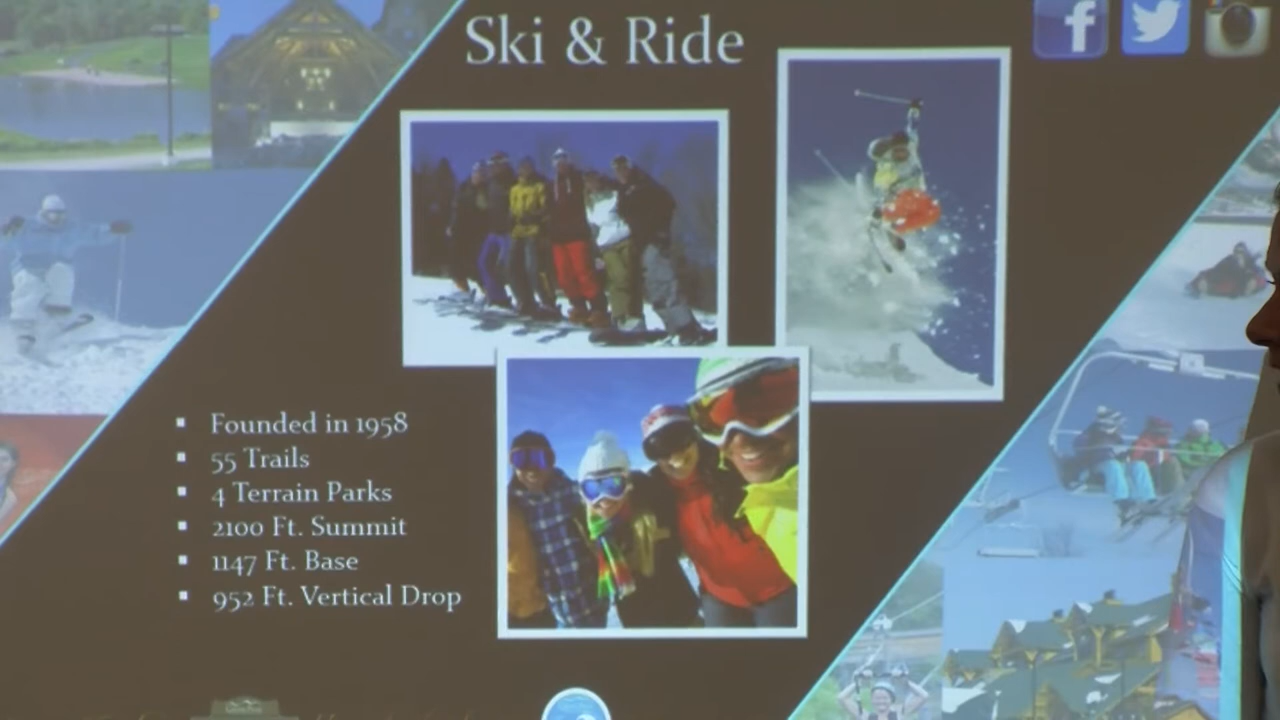 Ski & Ride
f
Founded in 1958
55 Trails
4 Terrain Parks
2100 Ft. Summit
1147 Ft. Base
952 Ft. Vertical Drop